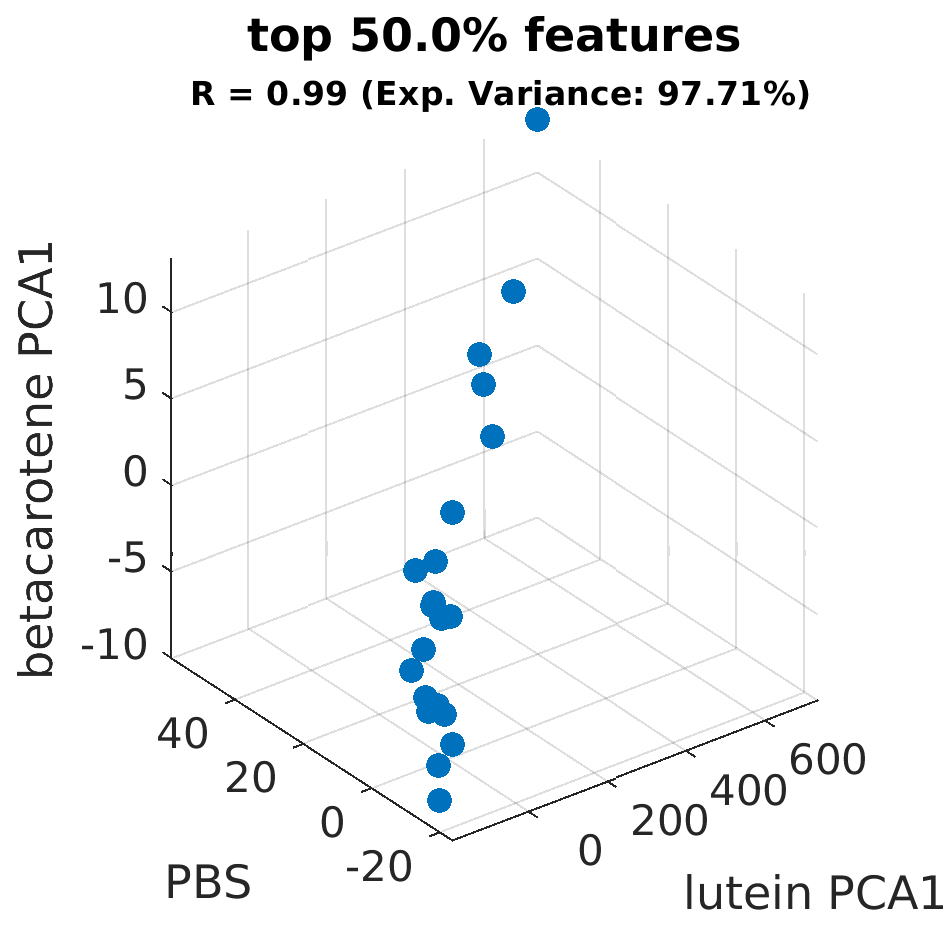 top 50.0% features
R = 0.99 (Exp. Variance: 97.71%)
betacarotene PCA1
10
5
0
-5
-10
40
20
0
-20
PBS
0
200
400
600
lutein PCA1